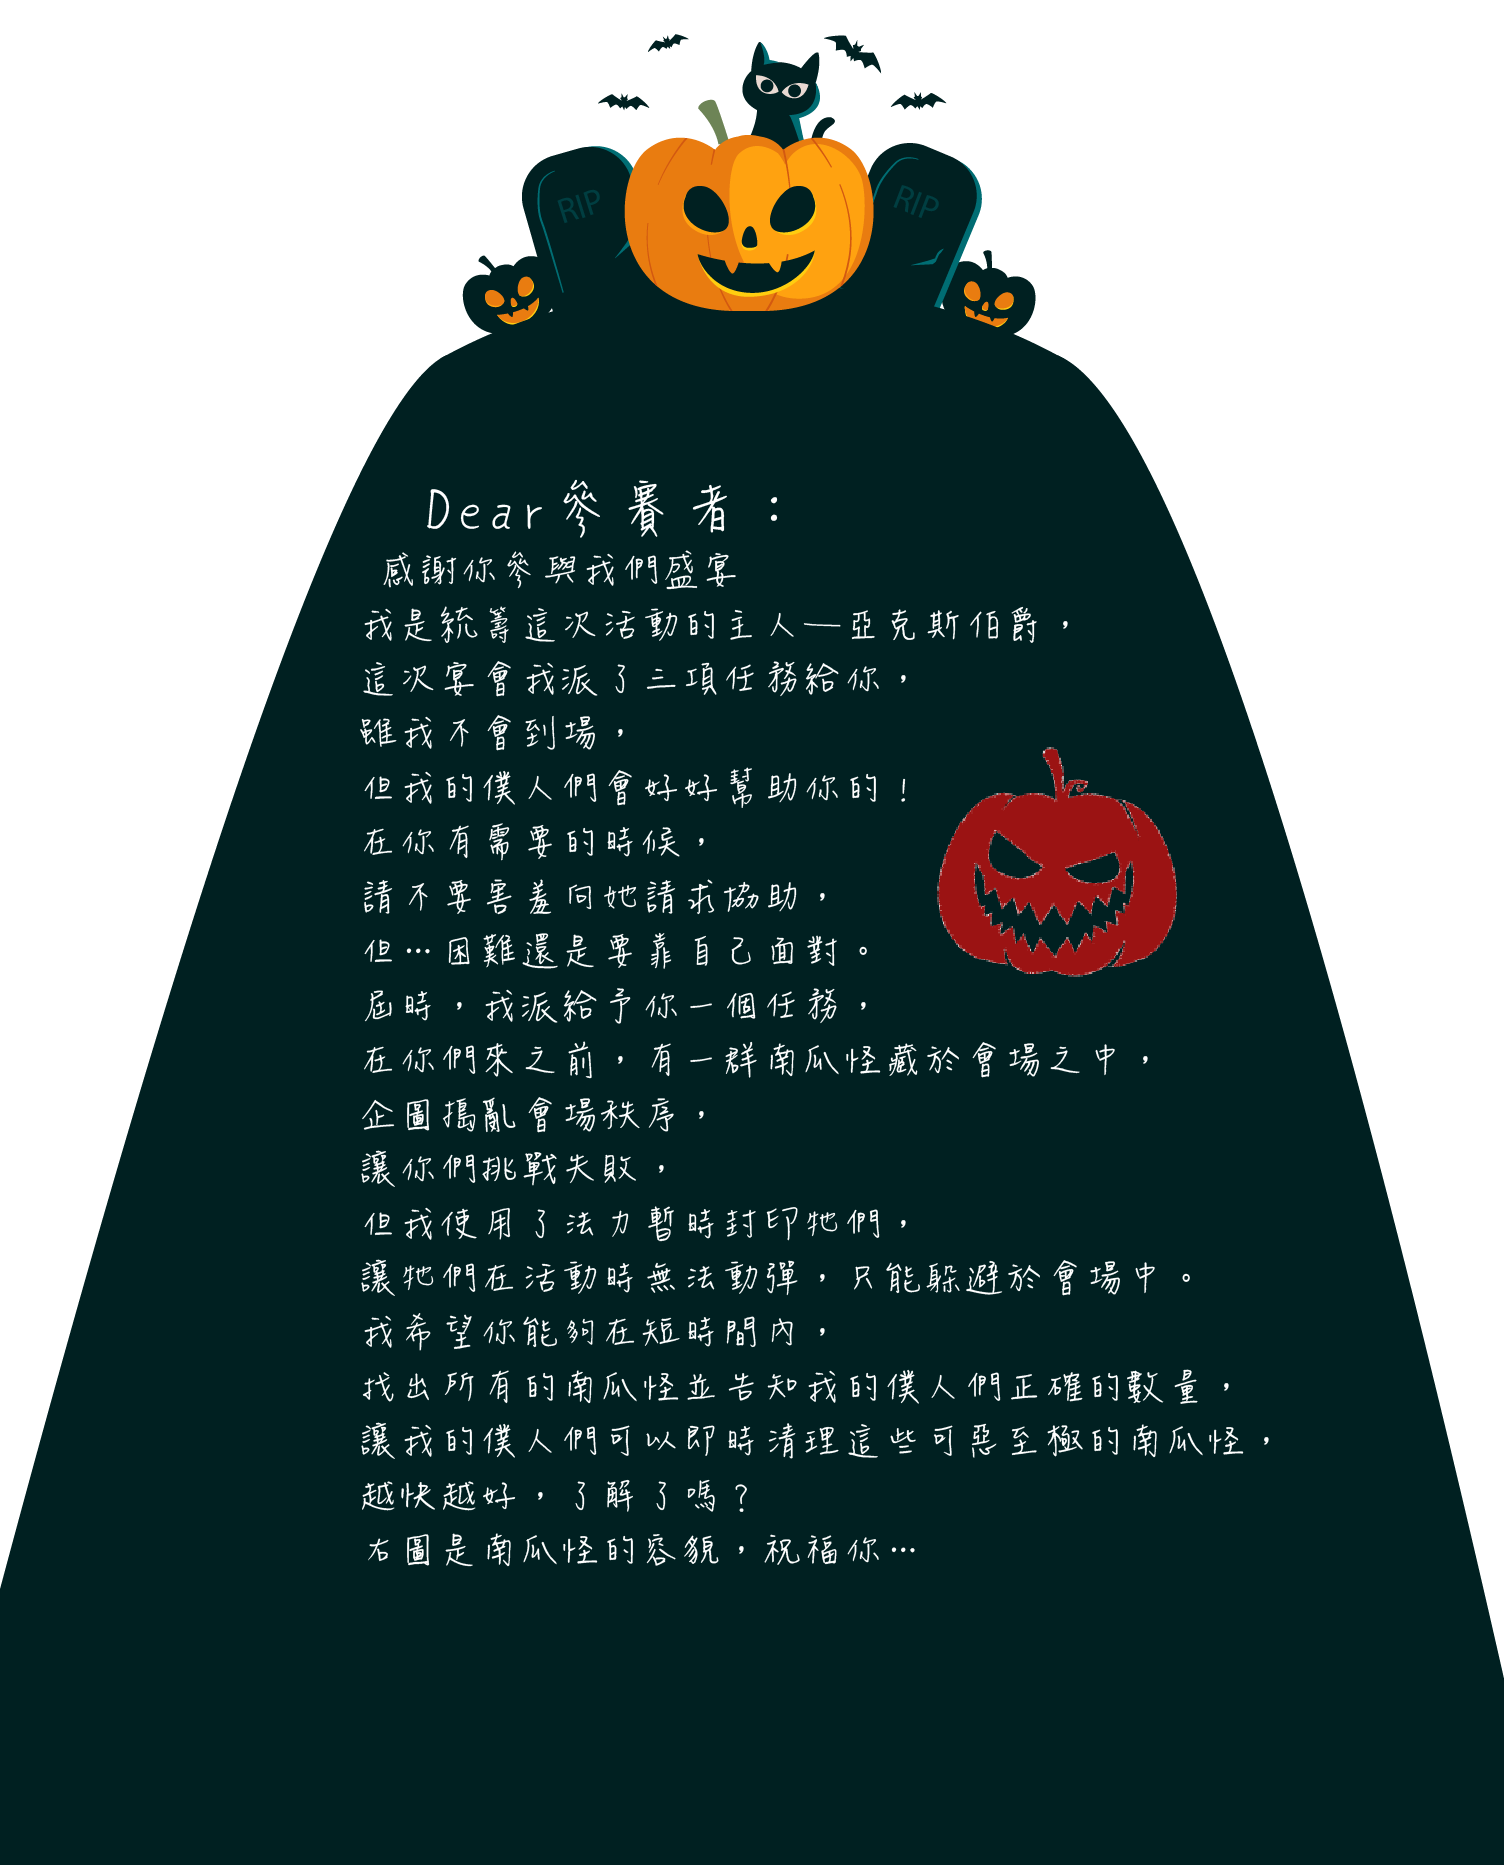 RIP
RIP
Dear參賽者：
感謝你參與我們盛宴
我是統籌這次活動的主人—亞克斯伯爵，
這次宴會我派了三項任務給你，
雖我不會到場，
但我的僕人們會好好幫助你的！
在你有需要的時候，
請不要害羞向她請求協助，
但…困難還是要靠自己面對。
屆時，我派給予你一個任務，
在你們來之前，有一群南瓜怪藏於會場之中，
企圖搗亂會場秩序，
讓你們挑戰失敗，
但我使用了法力暫時封印牠們，
讓牠們在活動時無法動彈，只能躲避於會場中。
我希望你能夠在短時間內，
找出所有的南瓜怪並告知我的僕人們正確的數量，
讓我的僕人們可以即時清理這些可惡至極的南瓜怪，
越快越好，了解了嗎？
右圖是南瓜怪的容貌，祝福你…